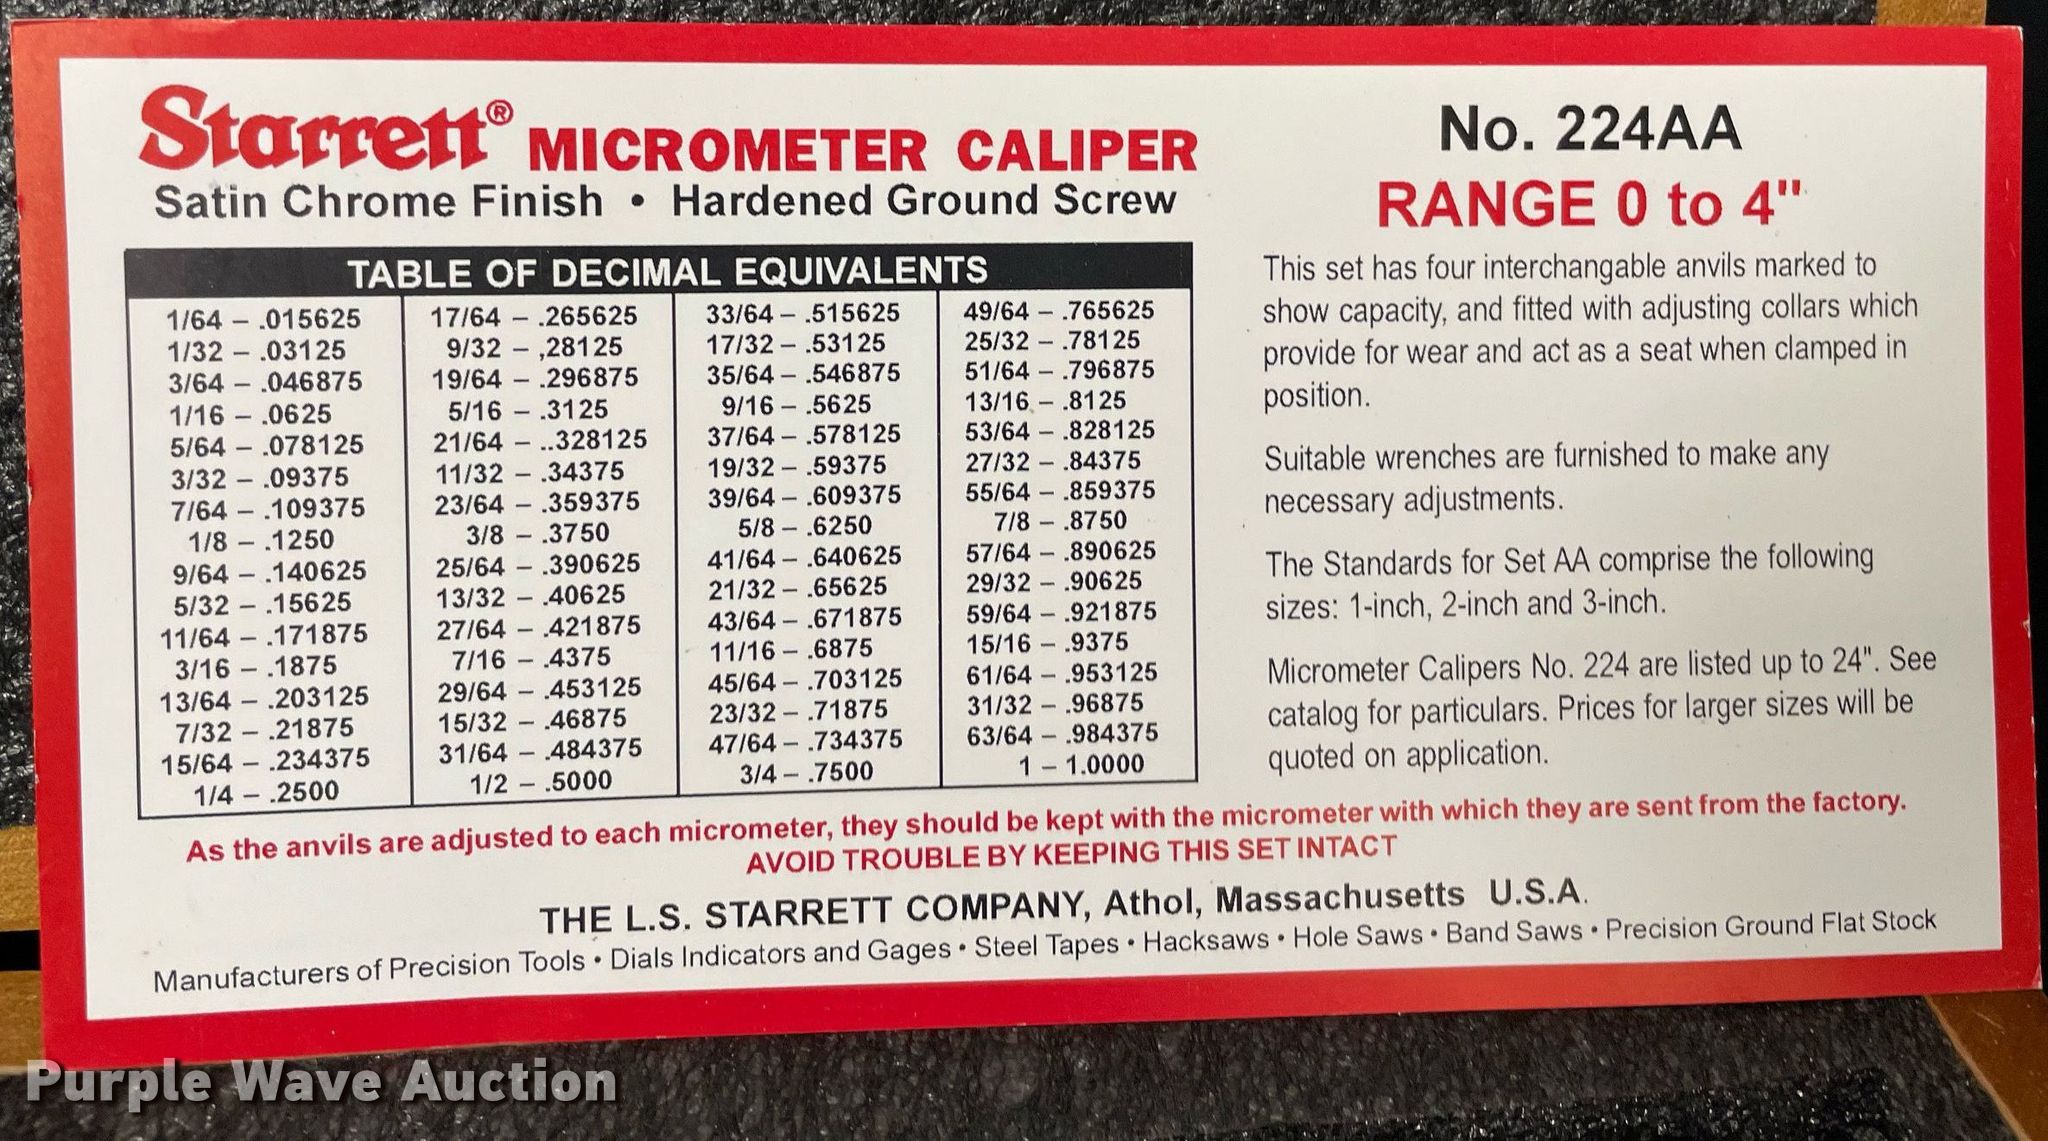 Starrett® MICROMETER CALIPER
Satin Chrome Finish • Hardened Ground Screw
TABLE OF DECIMAL EQUIVALENTS
1/64 – .015625
1/32 – .03125
3/64 – .046875
1/16 – .0625
5/64 – .078125
3/32 – .09375
7/64 – .109375
1/8 – .1250
9/64 – .140625
5/32 – .15625
11/64 – .171875
3/16 – .1875
13/64 – .203125
7/32 – .21875
15/64 – .234375
1/4 – .2500
17/64 – .265625
9/32 – ,28125
19/64 – .296875
5/16 – .3125
21/64 – ..328125
11/32 – .34375
23/64 – .359375
3/8 – .3750
25/64 – .390625
13/32 – .40625
27/64 – .421875
7/16 – .4375
29/64 – .453125
15/32 – .46875
31/64 – .484375
1/2 – .5000
33/64 – .515625
17/32 – .53125
35/64 – .546875
9/16 – .5625
37/64 – .578125
19/32 – .59375
39/64 – .609375
5/8 – .6250
41/64 – .640625
21/32 – .65625
43/64 – .671875
11/16 – .6875
45/64 – .703125
23/32 – .71875
47/64 – .734375
3/4 – .7500
49/64 – .765625
25/32 – .78125
51/64 – .796875
13/16 – .8125
53/64 – .828125
27/32 – .84375
55/64 – .859375
7/8 – .8750
57/64 – .890625
29/32 – .90625
59/64 – .921875
15/16 – .9375
61/64 – .953125
31/32 – .96875
63/64 – .984375
1 – 1.0000
No. 224AA
RANGE 0 to 4"
This set has four interchangable anvils marked to
show capacity, and fitted with adjusting collars which
provide for wear and act as a seat when clamped in
position.
Suitable wrenches are furnished to make any
necessary adjustments.
The Standards for Set AA comprise the following
sizes: 1-inch, 2-inch and 3-inch.
Micrometer Calipers No. 224 are listed up to 24". See
catalog for particulars. Prices for larger sizes will be
quoted on application.
As the anvils are adjusted to each micrometer, they should be kept with the micrometer with which they are sent from the factory.
AVOID TROUBLE BY KEEPING THIS SET INTACT
THE L.S. STARRETT COMPANY, Athol, Massachusetts U.S.A.
Manufacturers of Precision Tools • Dials Indicators and Gages • Steel Tapes • Hacksaws • Hole Saws • Band Saws • Precision Ground Flat Stock
Purple Wave Auction